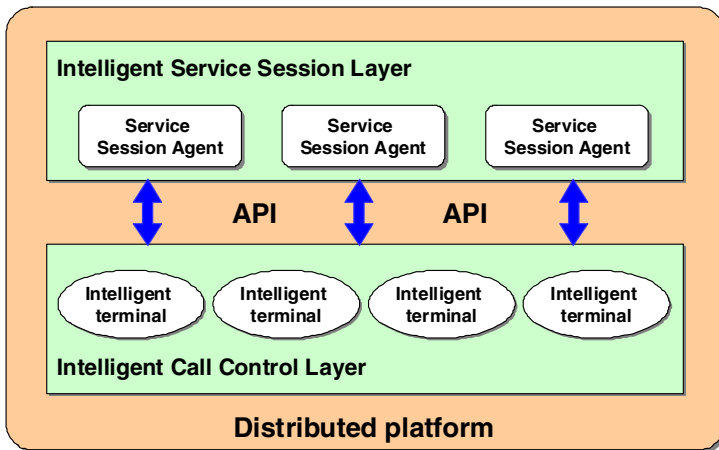 Intelligent Service Session Layer
Service
Session Agent
Service
Session Agent
Service
Session Agent
API
API
Intelligent
terminal
Intelligent
terminal
Intelligent
terminal
Intelligent
terminal
Intelligent Call Control Layer
Distributed platform